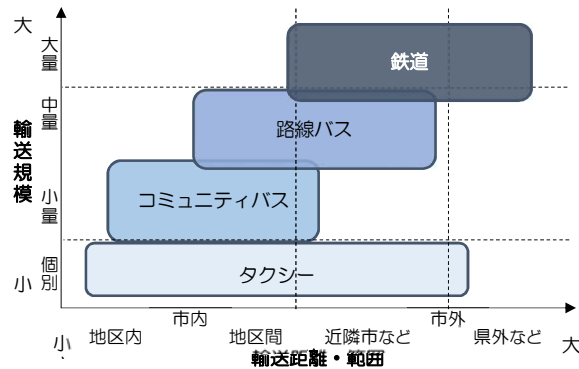 大
大量
鉄道
中量
路線バス
輸送規模
小量
コミュニティバス
個別
タクシー
小
市内
市外
小
地区内
地区間
近隣市など
県外など
大
輸送距離・範囲